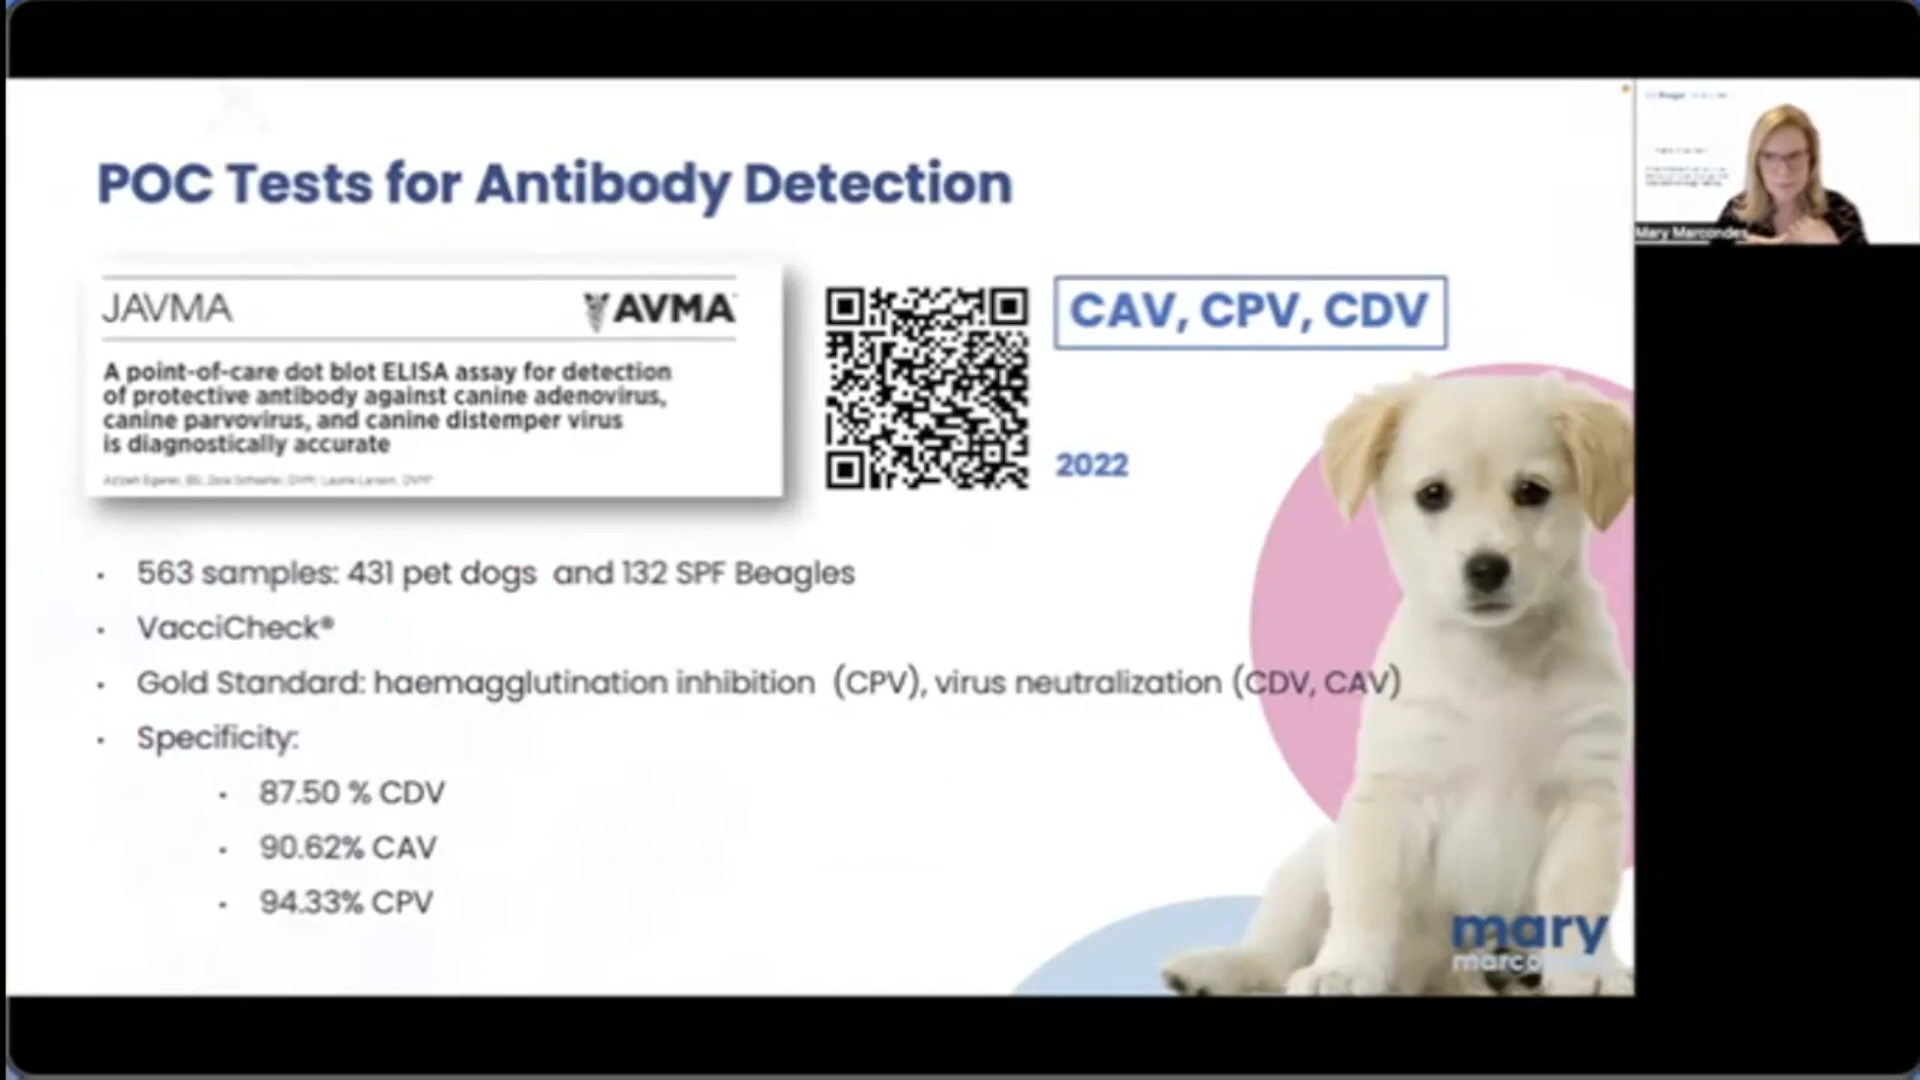 POC Tests for Antibody Detection
JAVMA
AVMA
CAV, CPV, CDV
A point-of-care dot blot ELISA assay for detection
of protective antibody against canine adenovirus,
canine parvovirus, and canine distemper virus
is diagnostically accurate
2022
• 563 samples: 431 pet dogs and 132 SPF Beagles
• VacciCheck®
• Gold Standard: haemagglutination inhibition (CPV), virus neutralization (CDV, CAV)
• Specificity:
• 87.50 % CDV
• 90.62% CAV
• 94.33% CPV
mary
Mary Marcondes